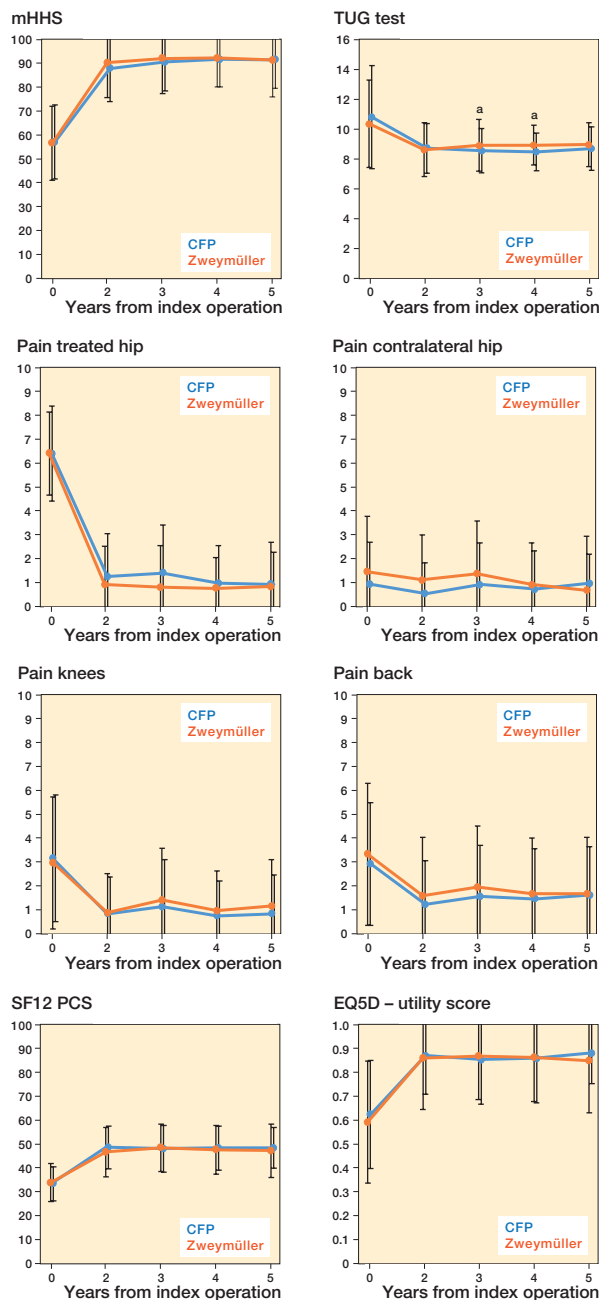 mHHS
100
90
80
70
60
50
40
30
20
10
0
CFP
Zweymüller
0 2 3 4 5
Years from index operation
TUG test
16
14
12
10
8
6
4
2
0
a a
CFP
Zweymüller
0 2 3 4 5
Years from index operation
Pain treated hip
10
9
8
7
6
5
4
3
2
1
0
CFP
Zweymüller
0 2 3 4 5
Years from index operation
Pain contralateral hip
10
9
8
7
6
5
4
3
2
1
0
CFP
Zweymüller
0 2 3 4 5
Years from index operation
Pain knees
10
9
8
7
6
5
4
3
2
1
0
CFP
Zweymüller
0 2 3 4 5
Years from index operation
Pain back
10
9
8
7
6
5
4
3
2
1
0
CFP
Zweymüller
0 2 3 4 5
Years from index operation
SF12 PCS
100
90
80
70
60
50
40
30
20
10
0
CFP
Zweymüller
0 2 3 4 5
Years from index operation
EQ5D – utility score
1.0
0.9
0.8
0.7
0.6
0.5
0.4
0.3
0.2
0.1
0
CFP
Zweymüller
0 2 3 4 5
Years from index operation